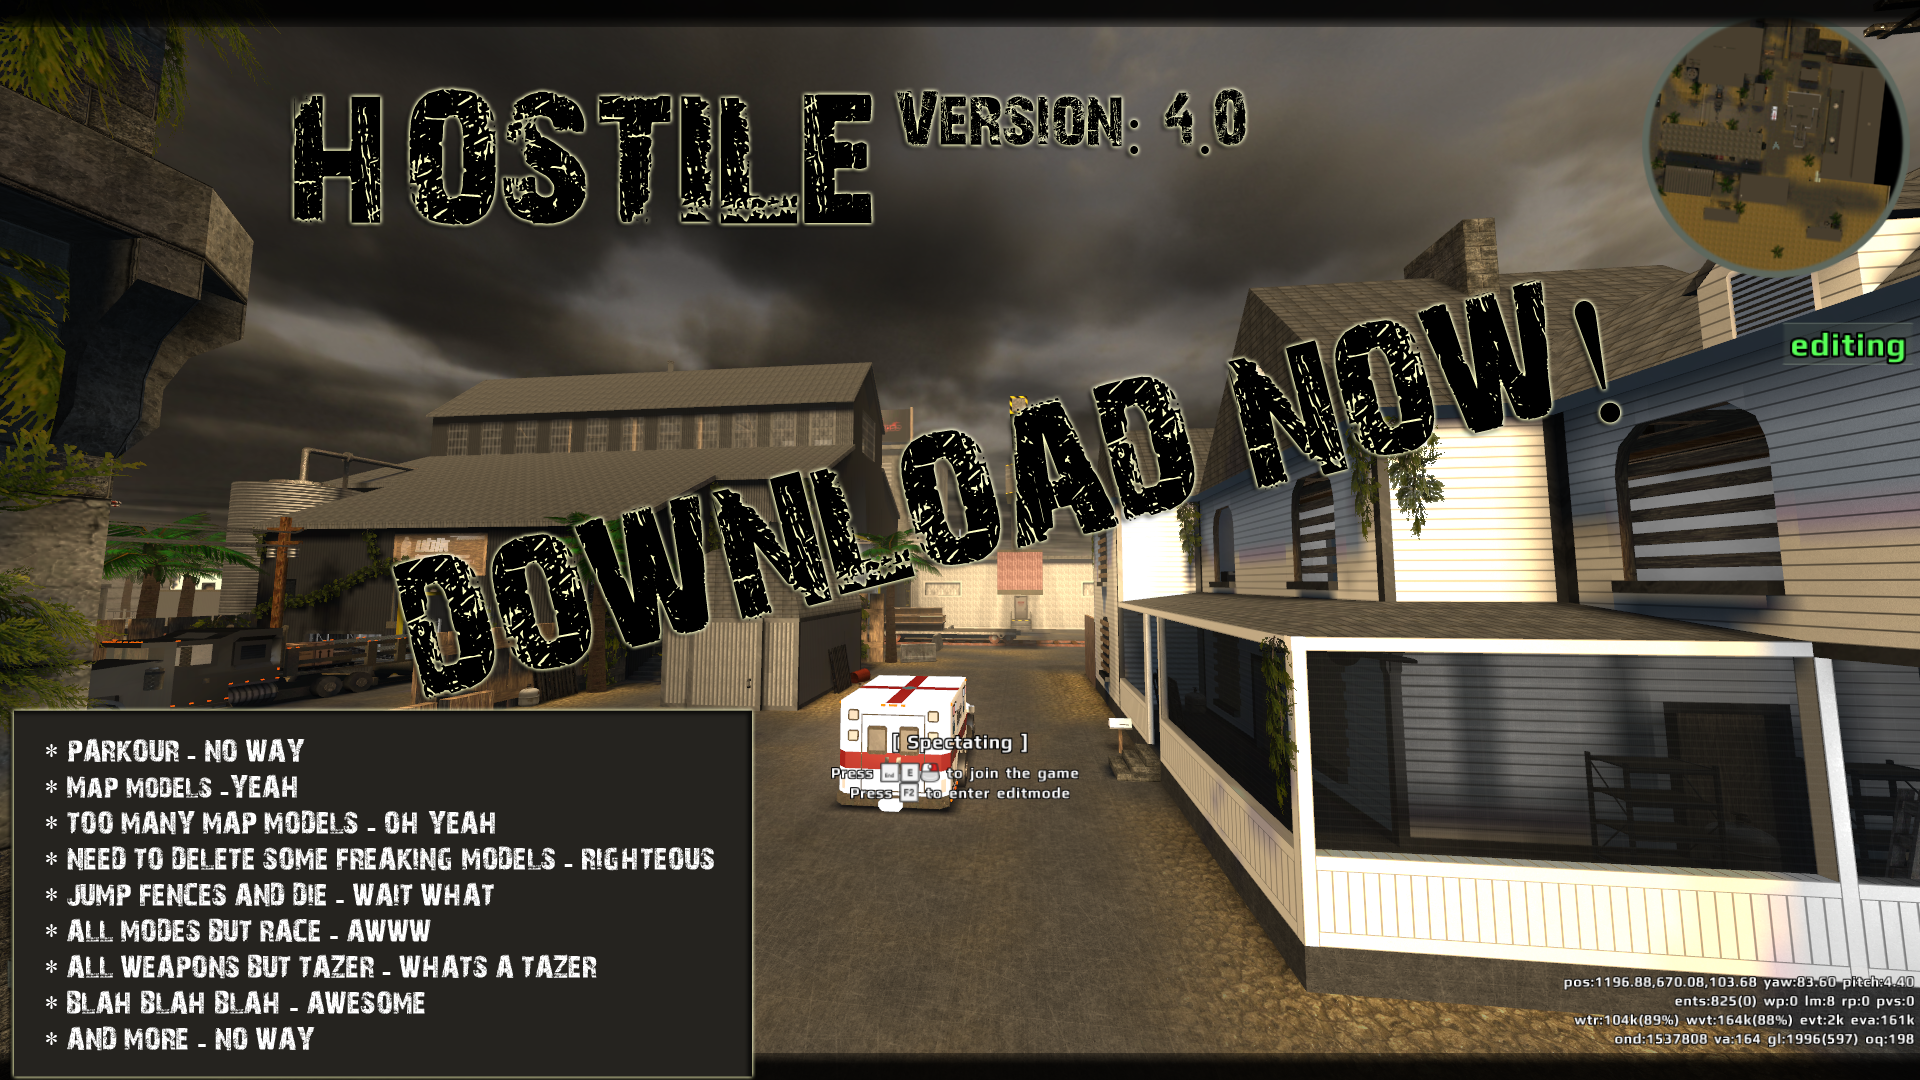 HOSTILE VERSION: 4.0
editing
DOWNLOAD NOW!
ubik
[ Spectating ]
Press End E to join the game
Press F2 to enter editmode
* PARKOUR - NO WAY
* MAP MODELS -YEAH
* TOO MANY MAP MODELS - OH YEAH
* NEED TO DELETE SOME FREAKING MODELS - RIGHTEOUS
* JUMP FENCES AND DIE - WAIT WHAT
* ALL MODES BUT RACE - AWWW
* ALL WEAPONS BUT TAZER - WHATS A TAZER
* BLAH BLAH BLAH - AWESOME
* AND MORE - NO WAY
pos:1196.88,670.08,103.68 yaw:83.60 pitch:4.40
ents:825(0) wp:0 lm:8 rp:0 pvs:0
wtr:104k(89%) wvt:164k(88%) evt:2k eva:161k
ond:1537808 va:164 gl:1996(597) oq:198